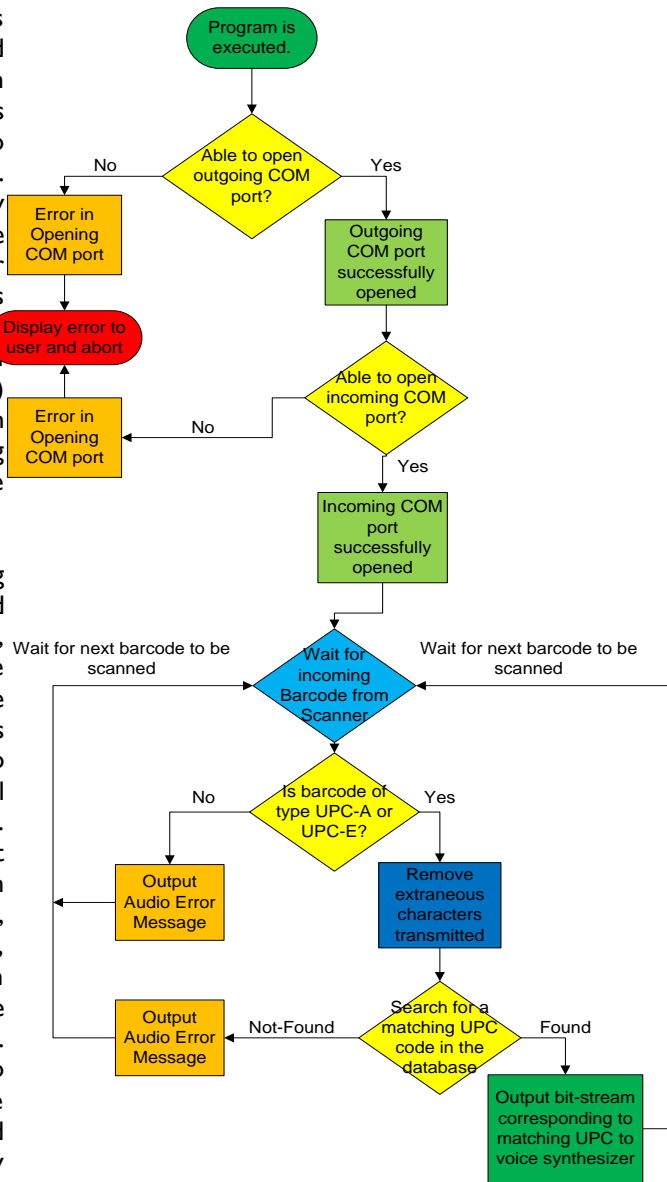 Program is
executed.
Able to open
outgoing COM
port?
No
Yes
Error in
Opening
COM port
Outgoing
COM port
successfully
opened
Display error to
user and abort
Able to open
incoming COM
port?
No
Error in
Opening
COM port
Yes
Incoming COM
port
successfully
opened
Wait for next barcode to be
scanned
Wait for
incoming
Barcode from
Scanner
Wait for next barcode to be
scanned
Is barcode of
type UPC-A or
UPC-E?
No
Yes
Output
Audio Error
Message
Remove
extraneous
characters
transmitted
Search for a
matching UPC
code in the
database
Not-Found
Found
Output
Audio Error
Message
Output bit-stream
corresponding to
matching UPC to
voice synthesizer